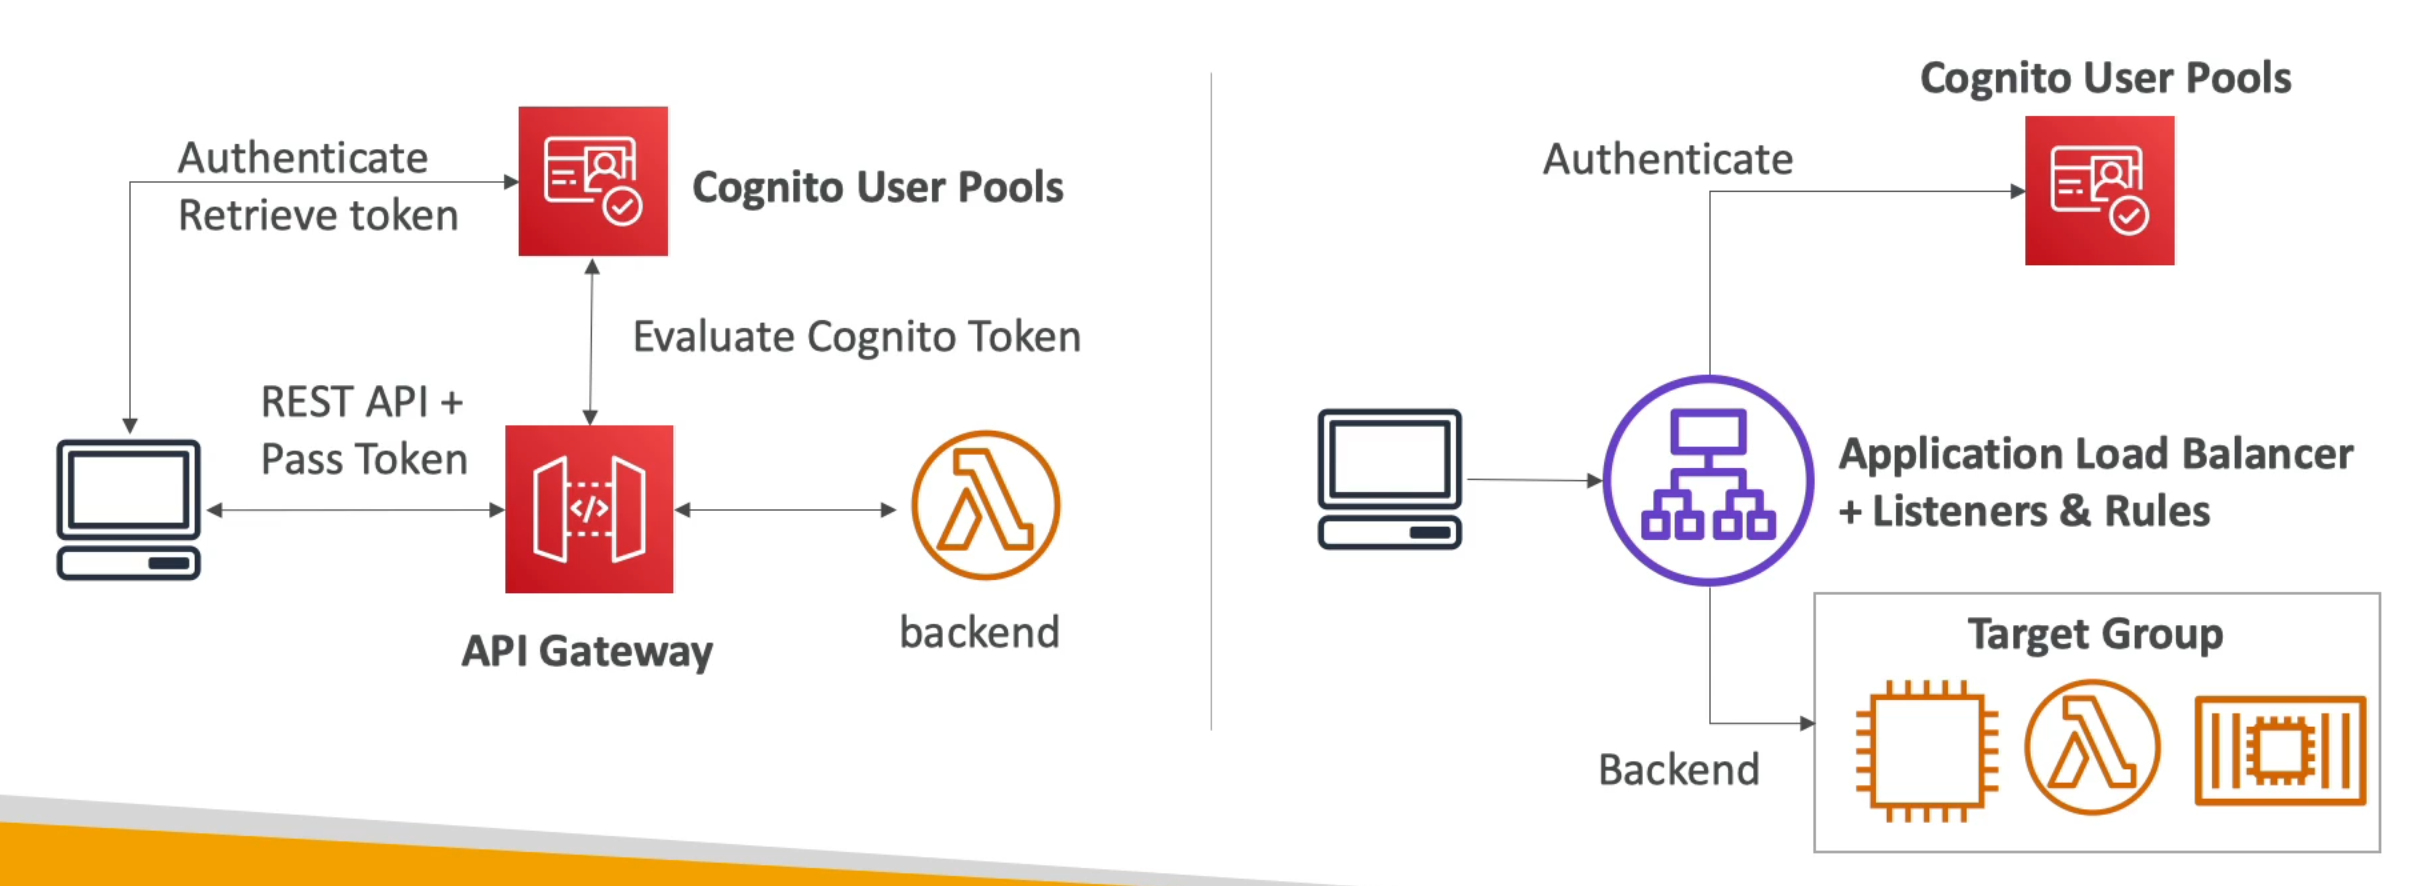 Authenticate
Retrieve token
Cognito User Pools
Evaluate Cognito Token
REST API +
Pass Token
</>
API Gateway
backend
Cognito User Pools
Authenticate
Application Load Balancer
+ Listeners & Rules
Target Group
Backend